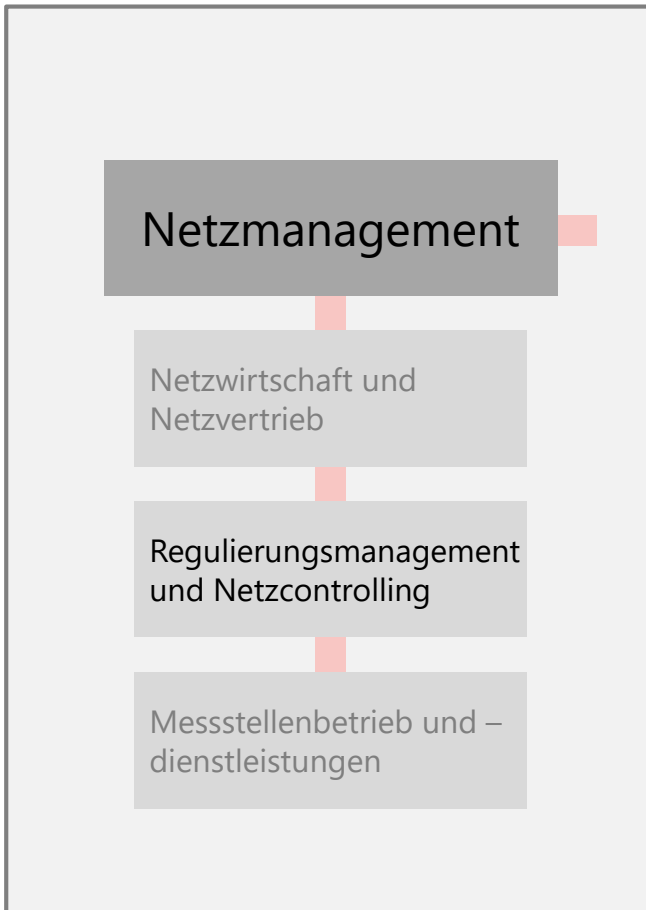 Netzmanagement
Netzwirtschaft und
Netzvertrieb
Regulierungsmanagement
und Netzcontrolling
Messstellenbetrieb und –
dienstleistungen